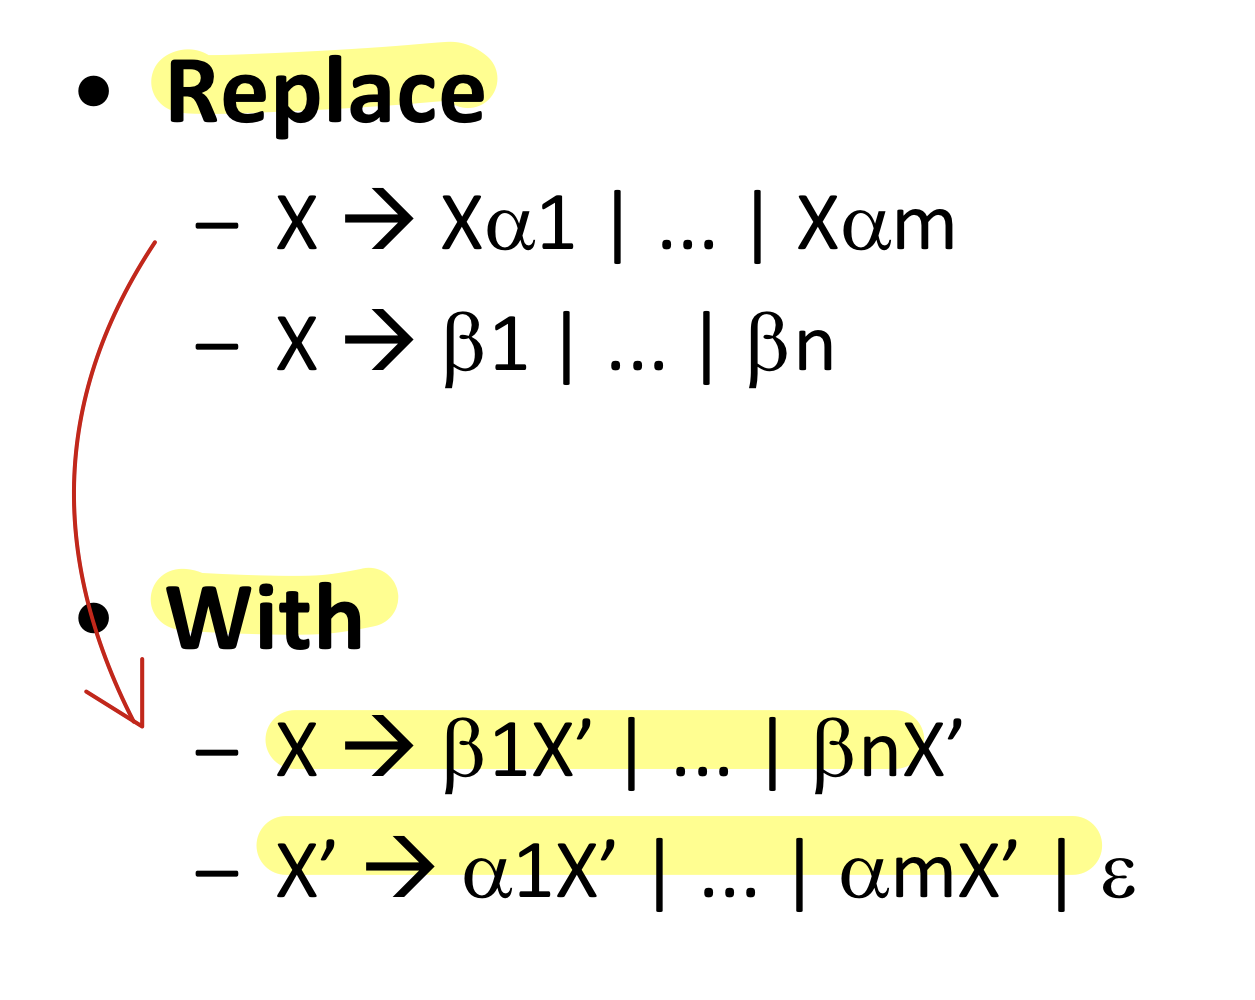 • Replace
– X → Xα1 | … | Xαm
– X → β1 | … | βn
• With
– X → β1X’ | … | βnX’
– X’ → α1X’ | … | αmX’ | ε